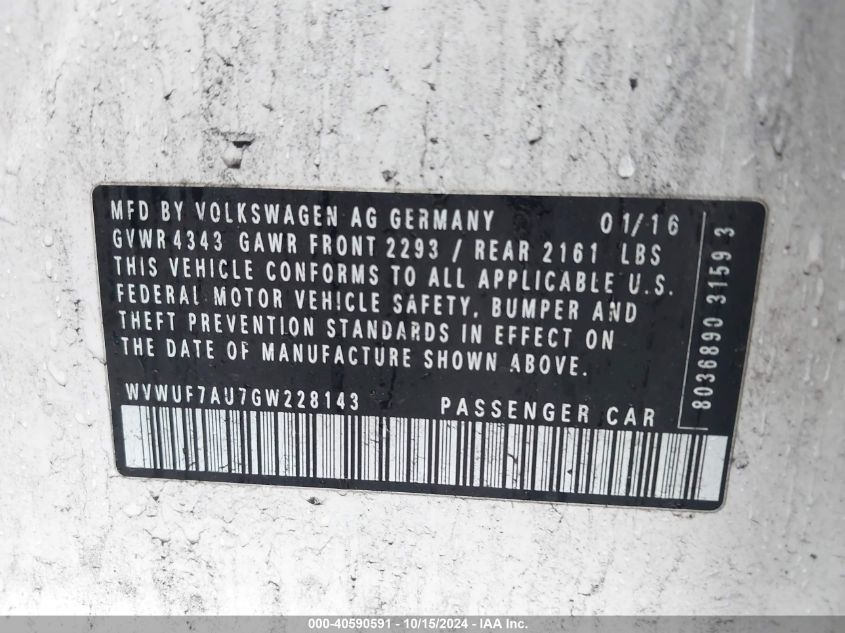 MFD BY VOLKSWAGEN AG GERMANY 01/16
GVWR 4343 GAWR FRONT 2293 / REAR 2161 LBS
THIS VEHICLE CONFORMS TO ALL APPLICABLE U.S.
FEDERAL MOTOR VEHICLE SAFETY, BUMPER AND
THEFT PREVENTION STANDARDS IN EFFECT ON
THE DATE OF MANUFACTURE SHOWN ABOVE.
WVWUF7AU7GW228143 PASSENGER CAR
8036890 3159 3
000-40590591 - 10/15/2024 - IAA Inc.